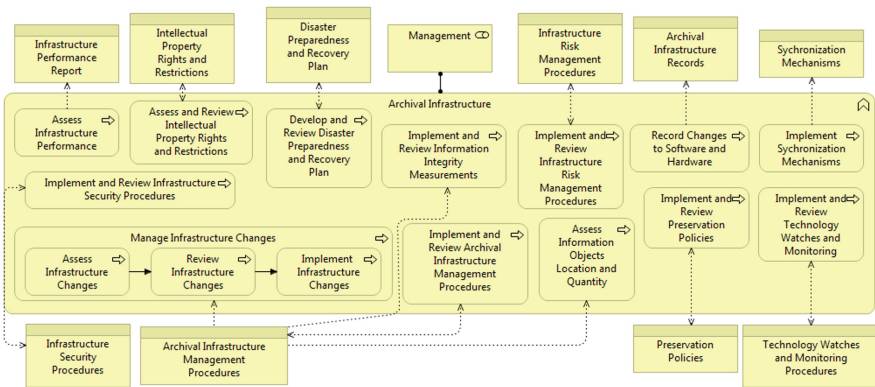 Infrastructure
Performance
Report
Intellectual
Property
Rights and
Restrictions
Disaster
Preparedness
and Recovery
Plan
Management
Infrastructure
Risk
Management
Procedures
Archival
Infrastructure
Records
Sychronization
Mechanisms
Archival Infrastructure
Assess
Infrastructure
Performance
Assess and Review
Intellectual
Property Rights
and Restrictions
Develop and
Review Disaster
Preparedness
and Recovery
Plan
Implement and
Review Information
Integrity
Measurements
Implement and
Review
Infrastructure
Risk
Management
Procedures
Record Changes
to Software and
Hardware
Implement
Sychronization
Mechanisms
Implement and Review Infrastructure
Security Procedures
Manage Infrastructure Changes
Assess
Infrastructure
Changes
Review
Infrastructure
Changes
Implement
Infrastructure
Changes
Implement and
Review Archival
Infrastructure
Management
Procedures
Assess
Information
Objects
Location and
Quantity
Implement and
Review
Preservation
Policies
Implement and
Review
Technology
Watches and
Monitoring
Infrastructure
Security
Procedures
Archival Infrastructure
Management
Procedures
Preservation
Policies
Technology Watches
and Monitoring
Procedures